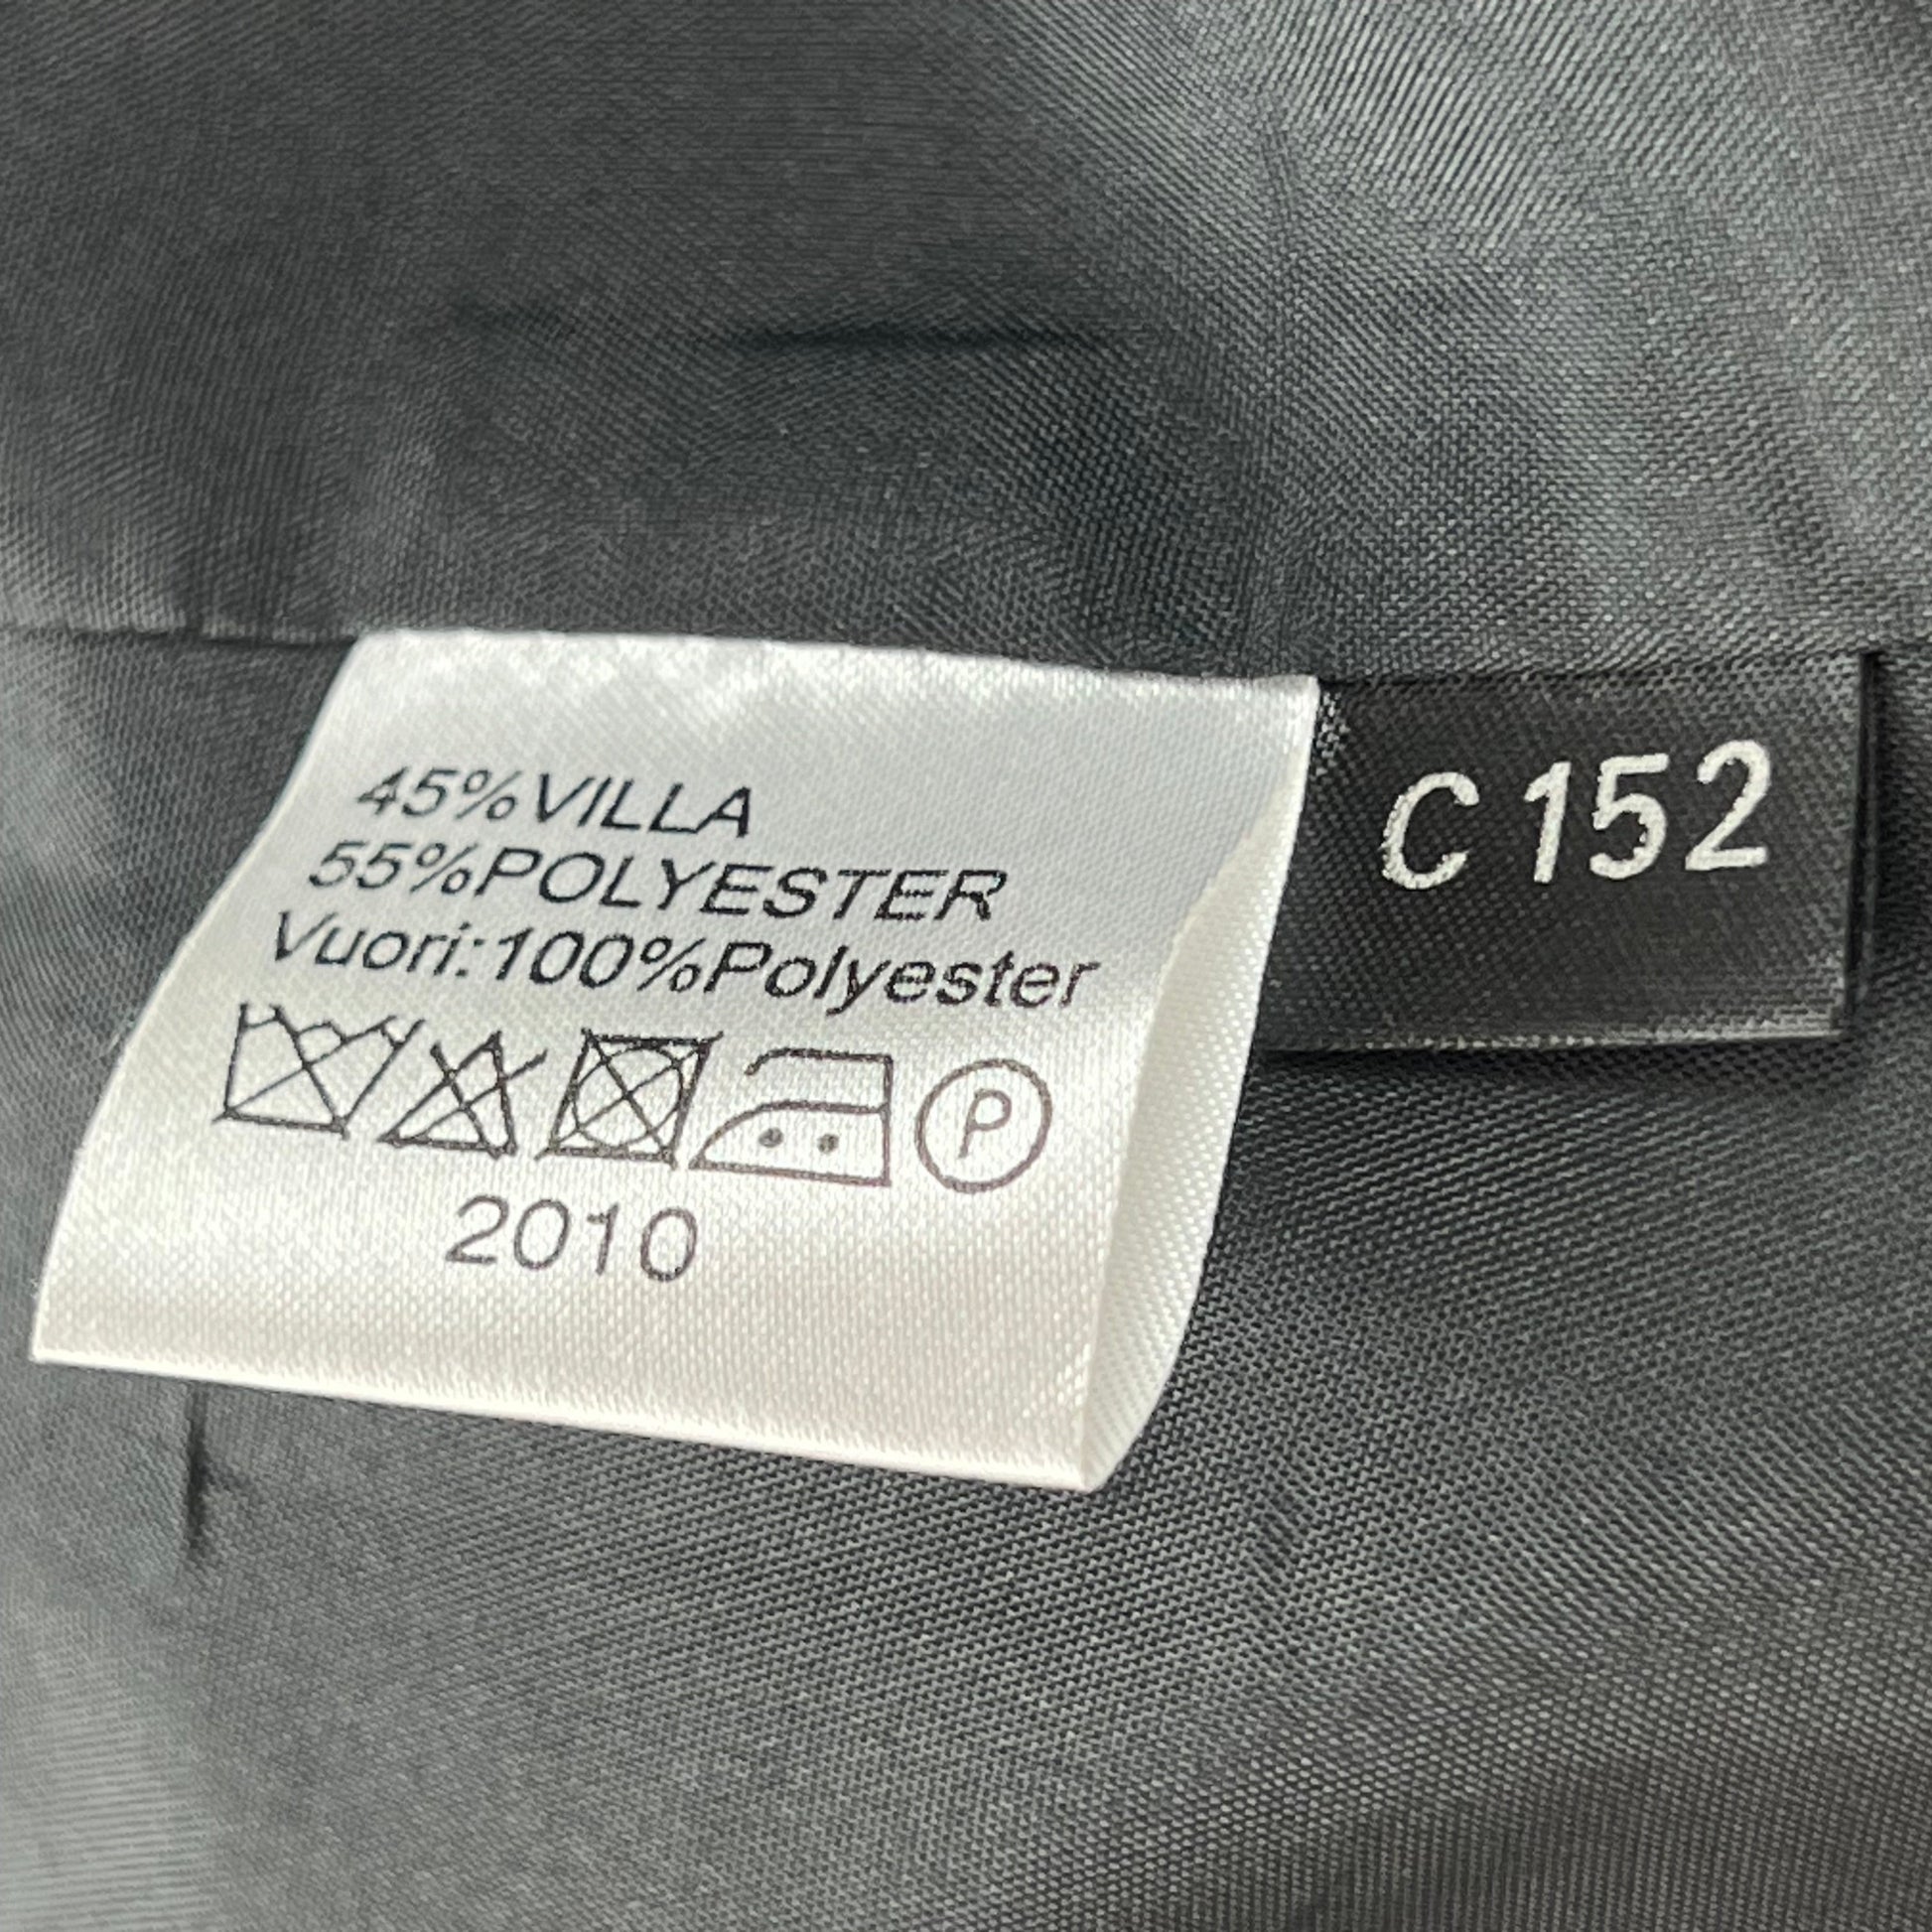 45%VILLA
55%POLYESTER
Vuori:100%Polyester
P
2010
C 152